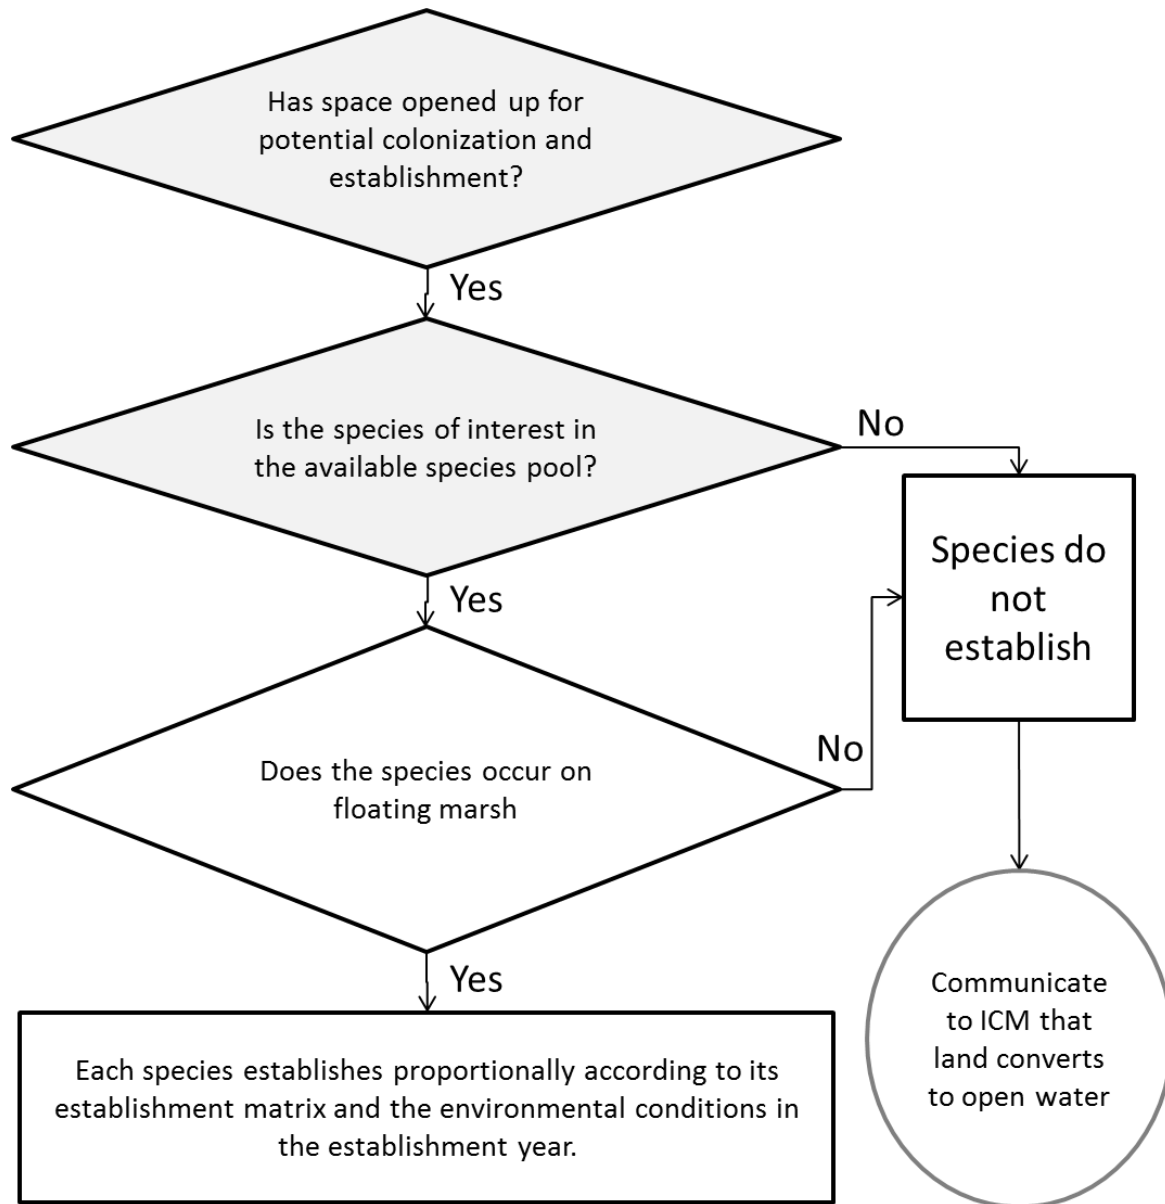 Has space opened up for
potential colonization and
establishment?
Yes
Is the species of interest in
the available species pool?
No
Yes
Species do
not
establish
Does the species occur on
floating marsh
No
Yes
Each species establishes proportionally according to its
establishment matrix and the environmental conditions in
the establishment year.
Communicate
to ICM that
land converts
to open water